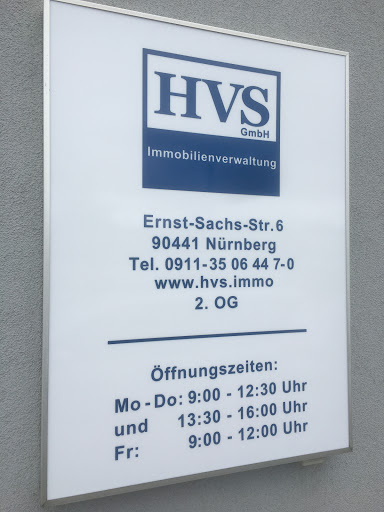 HVS
GmbH
Immobilienverwaltung
Ernst-Sachs-Str.6
90441 Nürnberg
Tel. 0911-35 06 44 7-0
www.hvs.immo
2. OG
Öffnungszeiten:
Mo-Do: 9:00 - 12:30 Uhr
und 13:30 - 16:00 Uhr
Fr: 9:00 - 12:00 Uhr